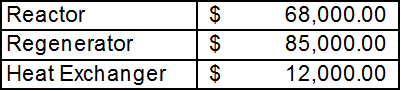 Reactor $ 68,000.00
Regenerator $ 85,000.00
Heat Exchanger $ 12,000.00